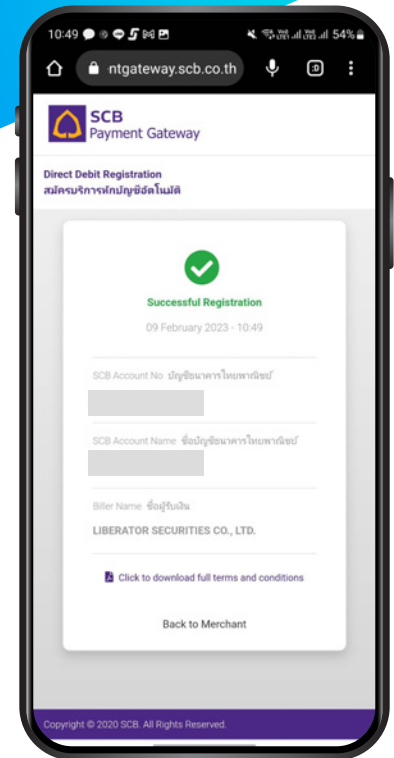 10:49
54%
ntgateway.scb.co.th
:D
SCB
Payment Gateway
Direct Debit Registration
สมัครบริการหักบัญชีอัตโนมัติ
Successful Registration
09 February 2023 - 10:49
SCB Account No บัญชีธนาคารไทยพาณิชย์
SCB Account Name ชื่อบัญชีธนาคารไทยพาณิชย์
Biller Name ชื่อผู้รับเงิน
LIBERATOR SECURITIES CO., LTD.
Click to download full terms and conditions
Back to Merchant
Copyright © 2020 SCB. All Rights Reserved.